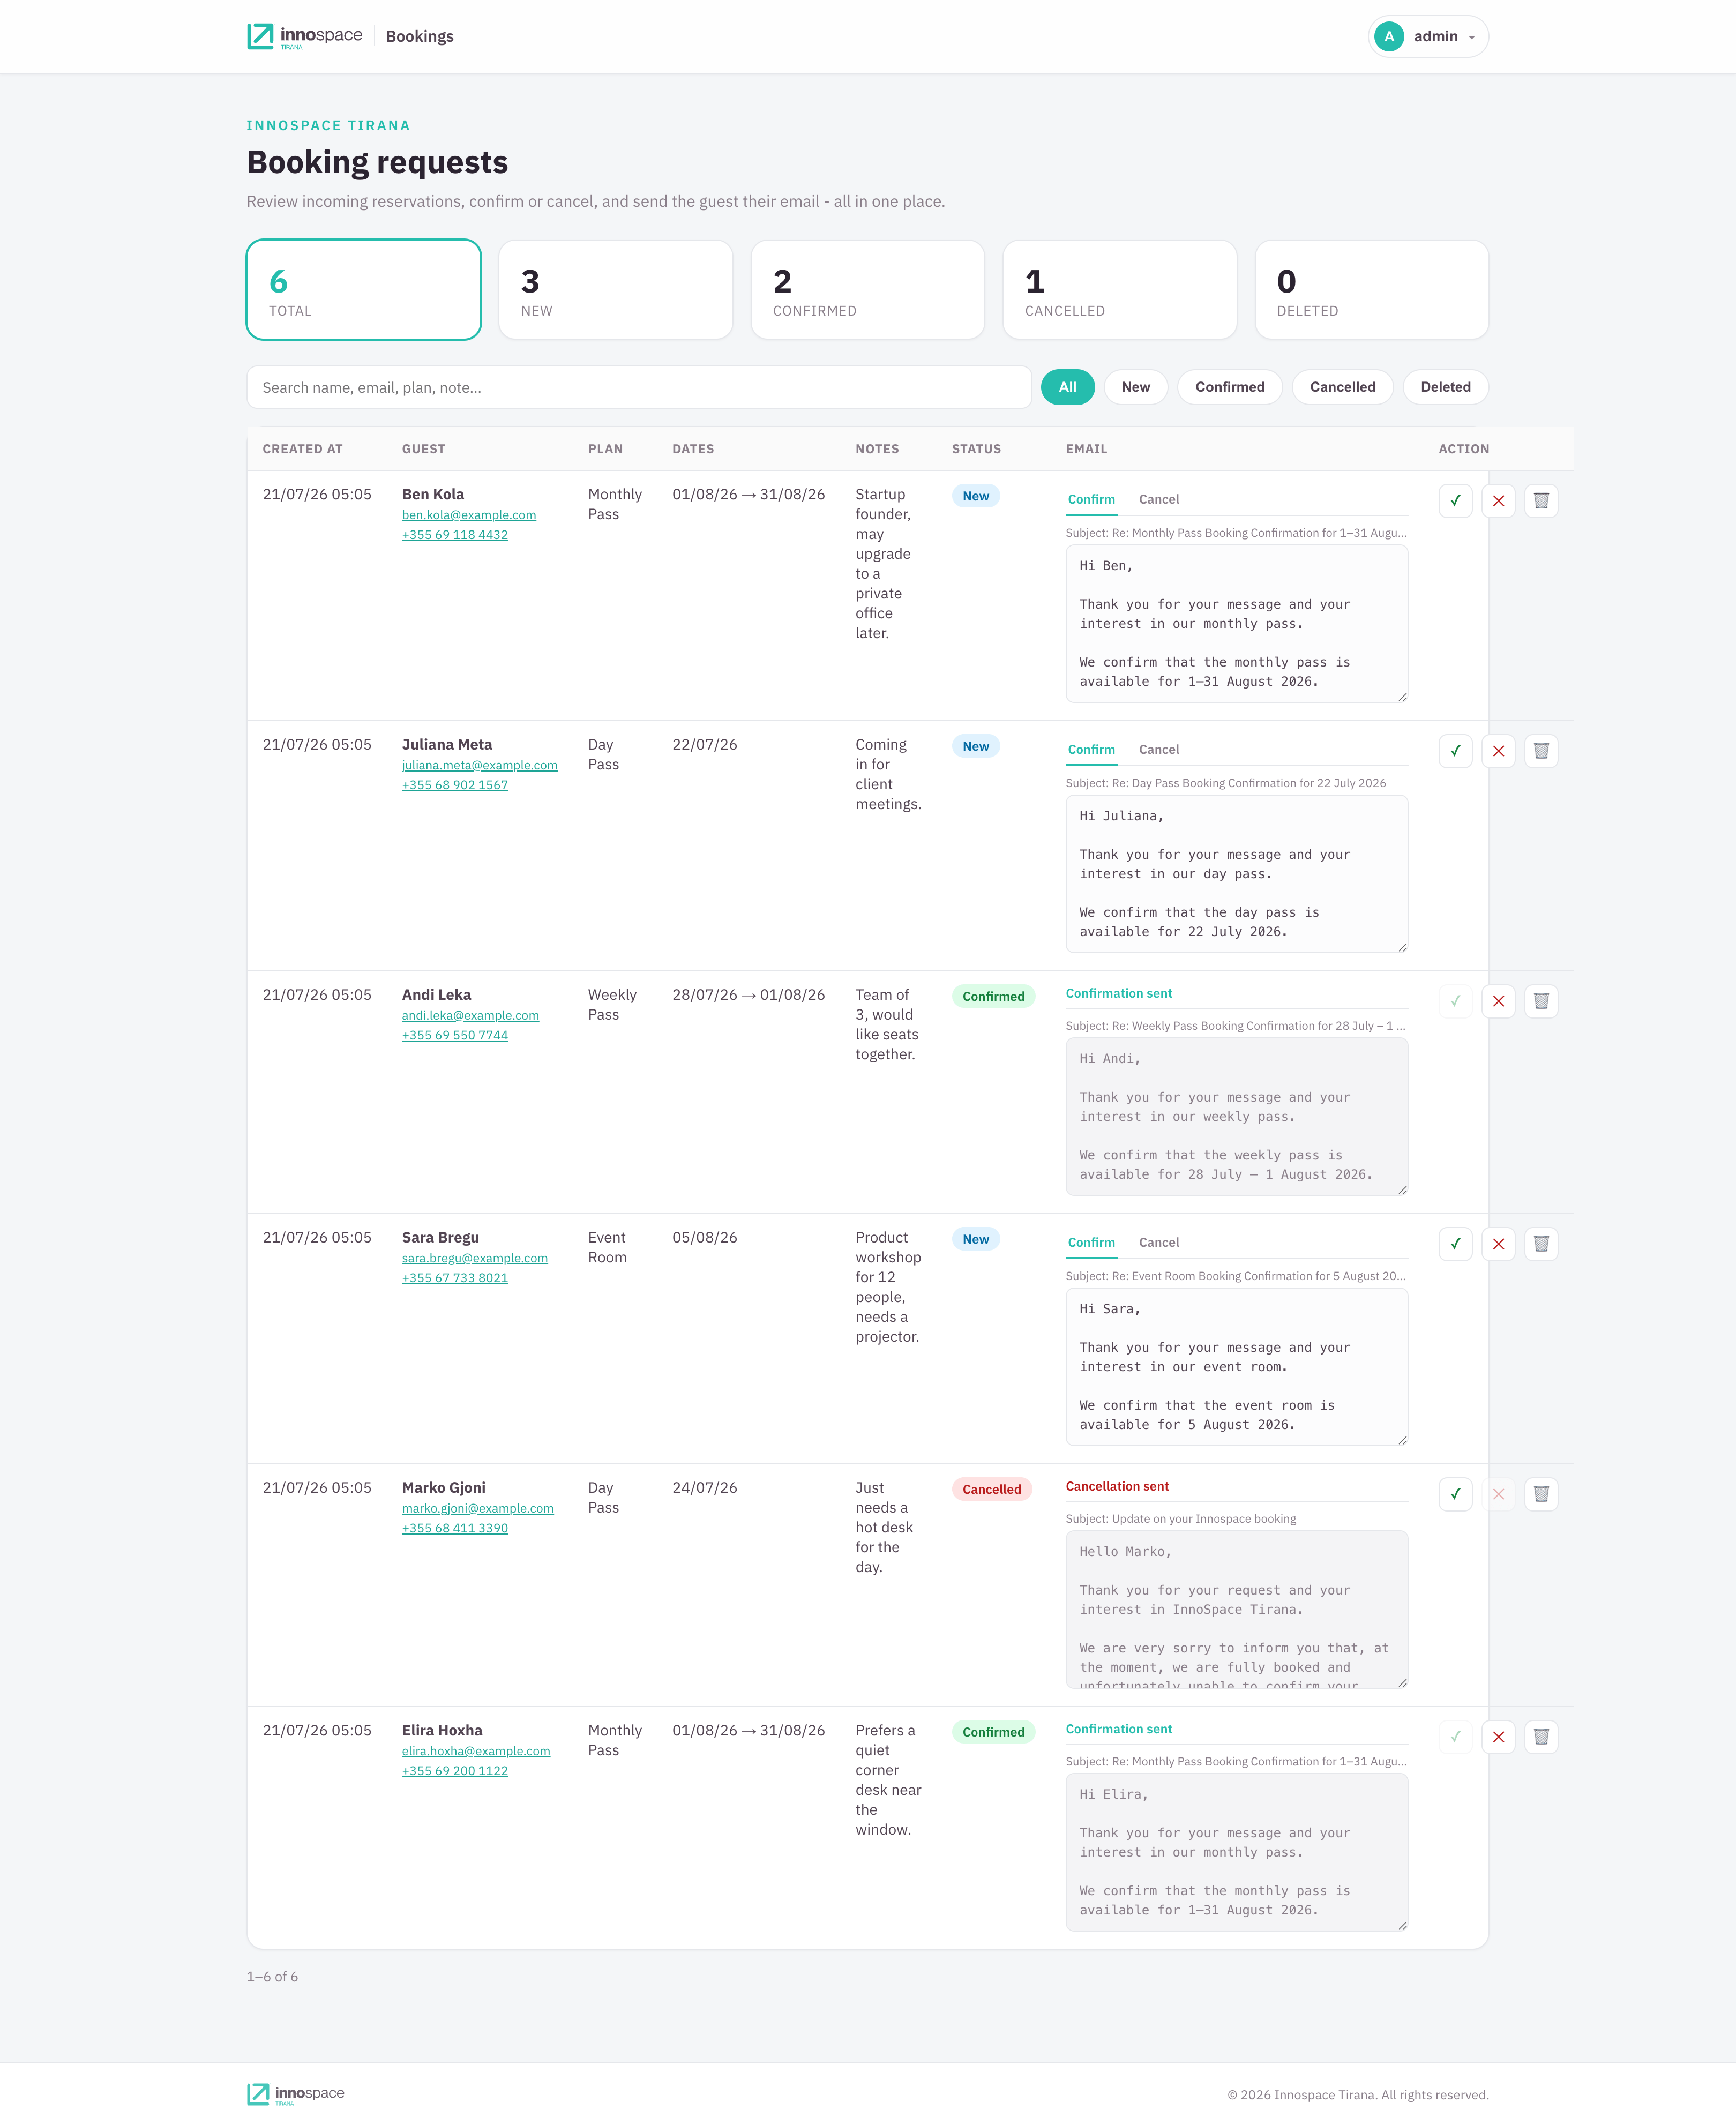 innospace
TIRANA
Bookings
A admin
INNOSPACE TIRANA
Booking requests
Review incoming reservations, confirm or cancel, and send the guest their email - all in one place.
6
TOTAL
3
NEW
2
CONFIRMED
1
CANCELLED
0
DELETED
Search name, email, plan, note...
All New Confirmed Cancelled Deleted
CREATED AT GUEST PLAN DATES NOTES STATUS EMAIL ACTION
21/07/26 05:05
Ben Kola
ben.kola@example.com
+355 69 118 4432
Monthly
Pass
01/08/26 → 31/08/26
Startup
founder,
may
upgrade
to a
private
office
later.
New
Confirm Cancel
Subject: Re: Monthly Pass Booking Confirmation for 1–31 Augu...
Hi Ben,
Thank you for your message and your
interest in our monthly pass.
We confirm that the monthly pass is
available for 1–31 August 2026.
21/07/26 05:05
Juliana Meta
juliana.meta@example.com
+355 68 902 1567
Day
Pass
22/07/26
Coming
in for
client
meetings.
New
Confirm Cancel
Subject: Re: Day Pass Booking Confirmation for 22 July 2026
Hi Juliana,
Thank you for your message and your
interest in our day pass.
We confirm that the day pass is
available for 22 July 2026.
21/07/26 05:05
Andi Leka
andi.leka@example.com
+355 69 550 7744
Weekly
Pass
28/07/26 → 01/08/26
Team of
3, would
like seats
together.
Confirmed
Confirmation sent
Subject: Re: Weekly Pass Booking Confirmation for 28 July – 1 ...
Hi Andi,
Thank you for your message and your
interest in our weekly pass.
We confirm that the weekly pass is
available for 28 July – 1 August 2026.
21/07/26 05:05
Sara Bregu
sara.bregu@example.com
+355 67 733 8021
Event
Room
05/08/26
Product
workshop
for 12
people,
needs a
projector.
New
Confirm Cancel
Subject: Re: Event Room Booking Confirmation for 5 August 20...
Hi Sara,
Thank you for your message and your
interest in our event room.
We confirm that the event room is
available for 5 August 2026.
21/07/26 05:05
Marko Gjoni
marko.gjoni@example.com
+355 68 411 3390
Day
Pass
24/07/26
Just
needs a
hot desk
for the
day.
Cancelled
Cancellation sent
Subject: Update on your Innospace booking
Hello Marko,
Thank you for your request and your
interest in InnoSpace Tirana.
We are very sorry to inform you that, at
the moment, we are fully booked and
unfortunately unable to confirm your
21/07/26 05:05
Elira Hoxha
elira.hoxha@example.com
+355 69 200 1122
Monthly
Pass
01/08/26 → 31/08/26
Prefers a
quiet
corner
desk near
the
window.
Confirmed
Confirmation sent
Subject: Re: Monthly Pass Booking Confirmation for 1–31 Augu...
Hi Elira,
Thank you for your message and your
interest in our monthly pass.
We confirm that the monthly pass is
available for 1–31 August 2026.
1–6 of 6
innospace
TIRANA
© 2026 Innospace Tirana. All rights reserved.